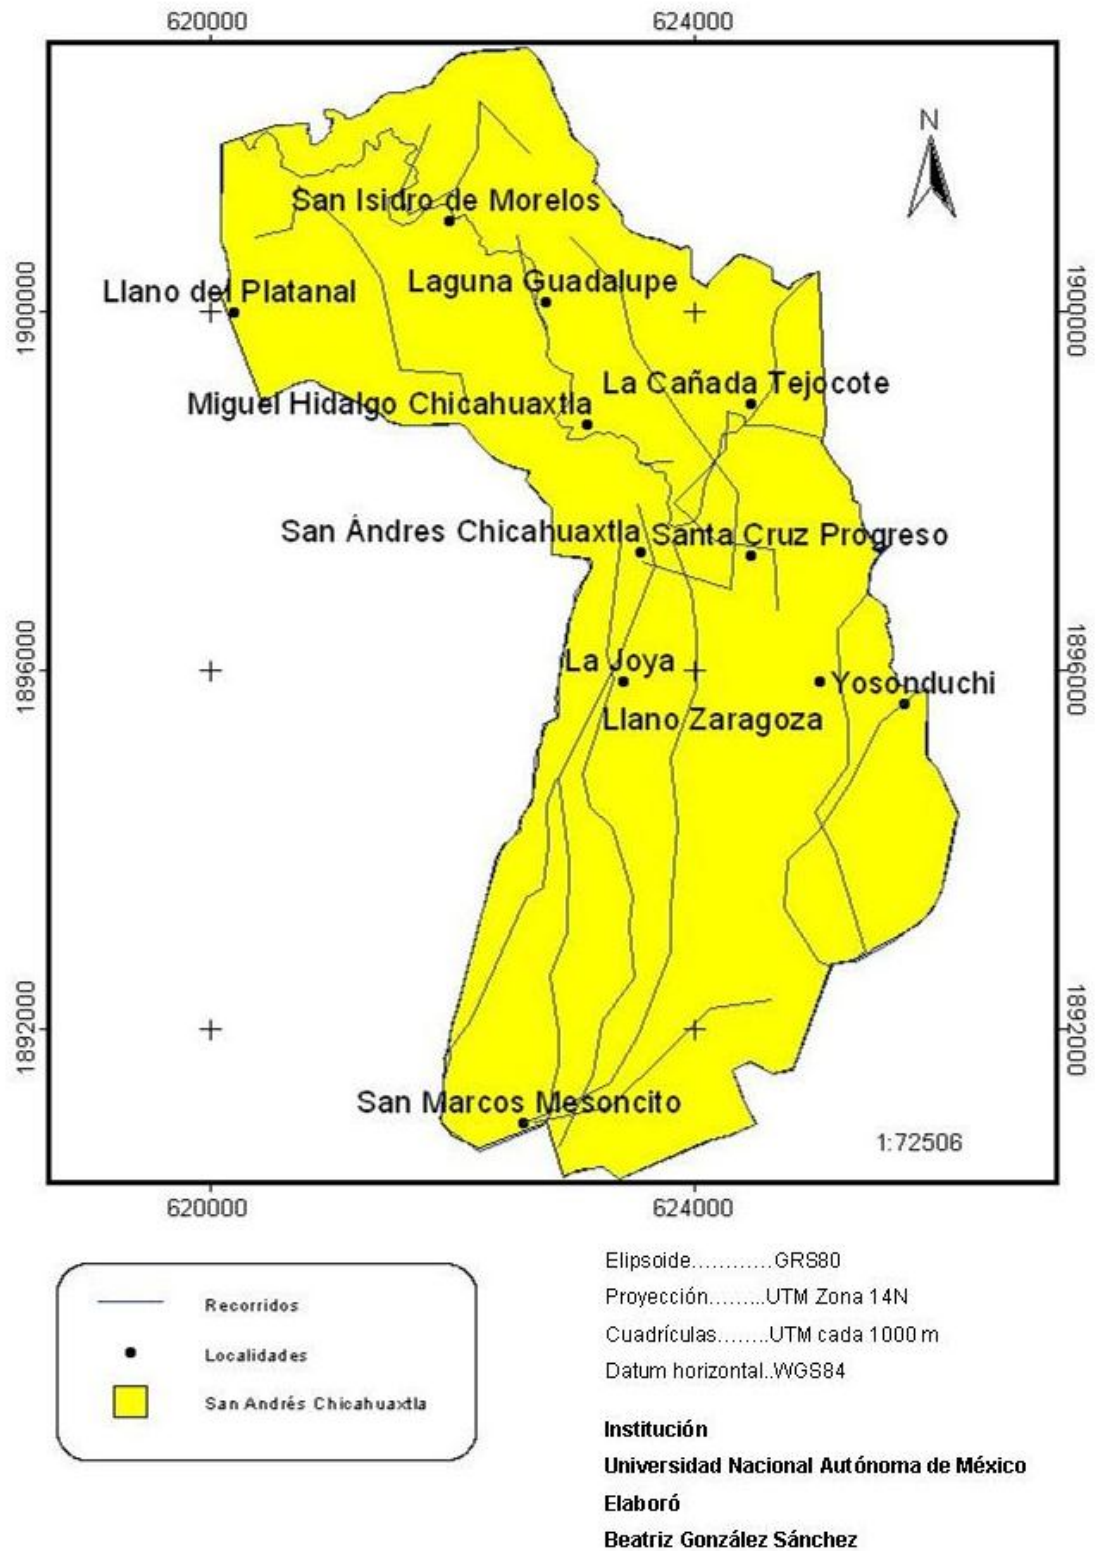 620000 624000
N
San Isidro de Morelos
Laguna Guadalupe
Llano del Platanal
1900000 1900000
La Cañada Tejocote
Miguel Hidalgo Chicahuaxtla
San Ándres Chicahuaxtla Santa Cruz Progreso
La Joya
1896000 1896000
Yosonduchi
Llano Zaragoza
1892000 1892000
San Marcos Mesoncito
1:72506
620000 624000
Recorridos
Localidades
San Andrés Chicahuaxtla
Elipsoide............GRS80
Proyección.........UTM Zona 14N
Cuadrículas........UTM cada 1000 m
Datum horizontal..WGS84
Institución
Universidad Nacional Autónoma de México
Elaboró
Beatriz González Sánchez